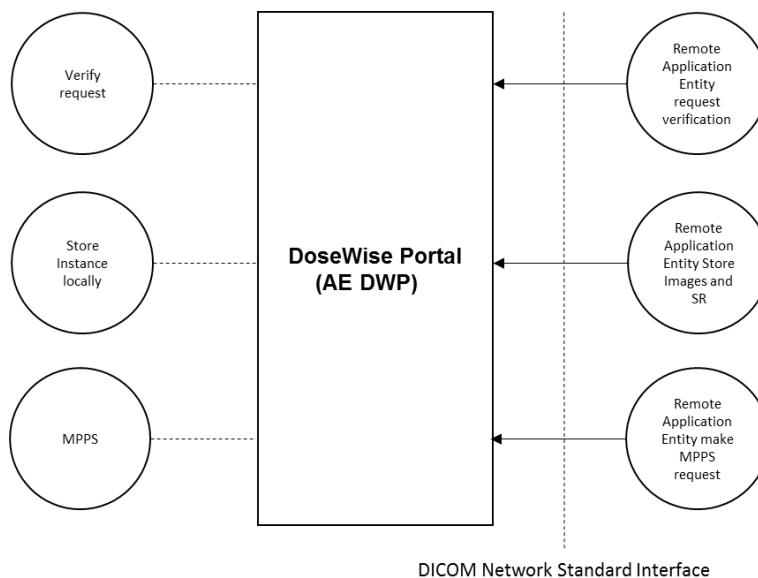 Verify
request
Remote
Application
Entity
request
verification
Store
Instance
locally
DoseWise Portal
(AE DWP)
Remote
Application
Entity Store
Images and
SR
MPPS
Remote
Application
Entity make
MPPS
request
DICOM Network Standard Interface